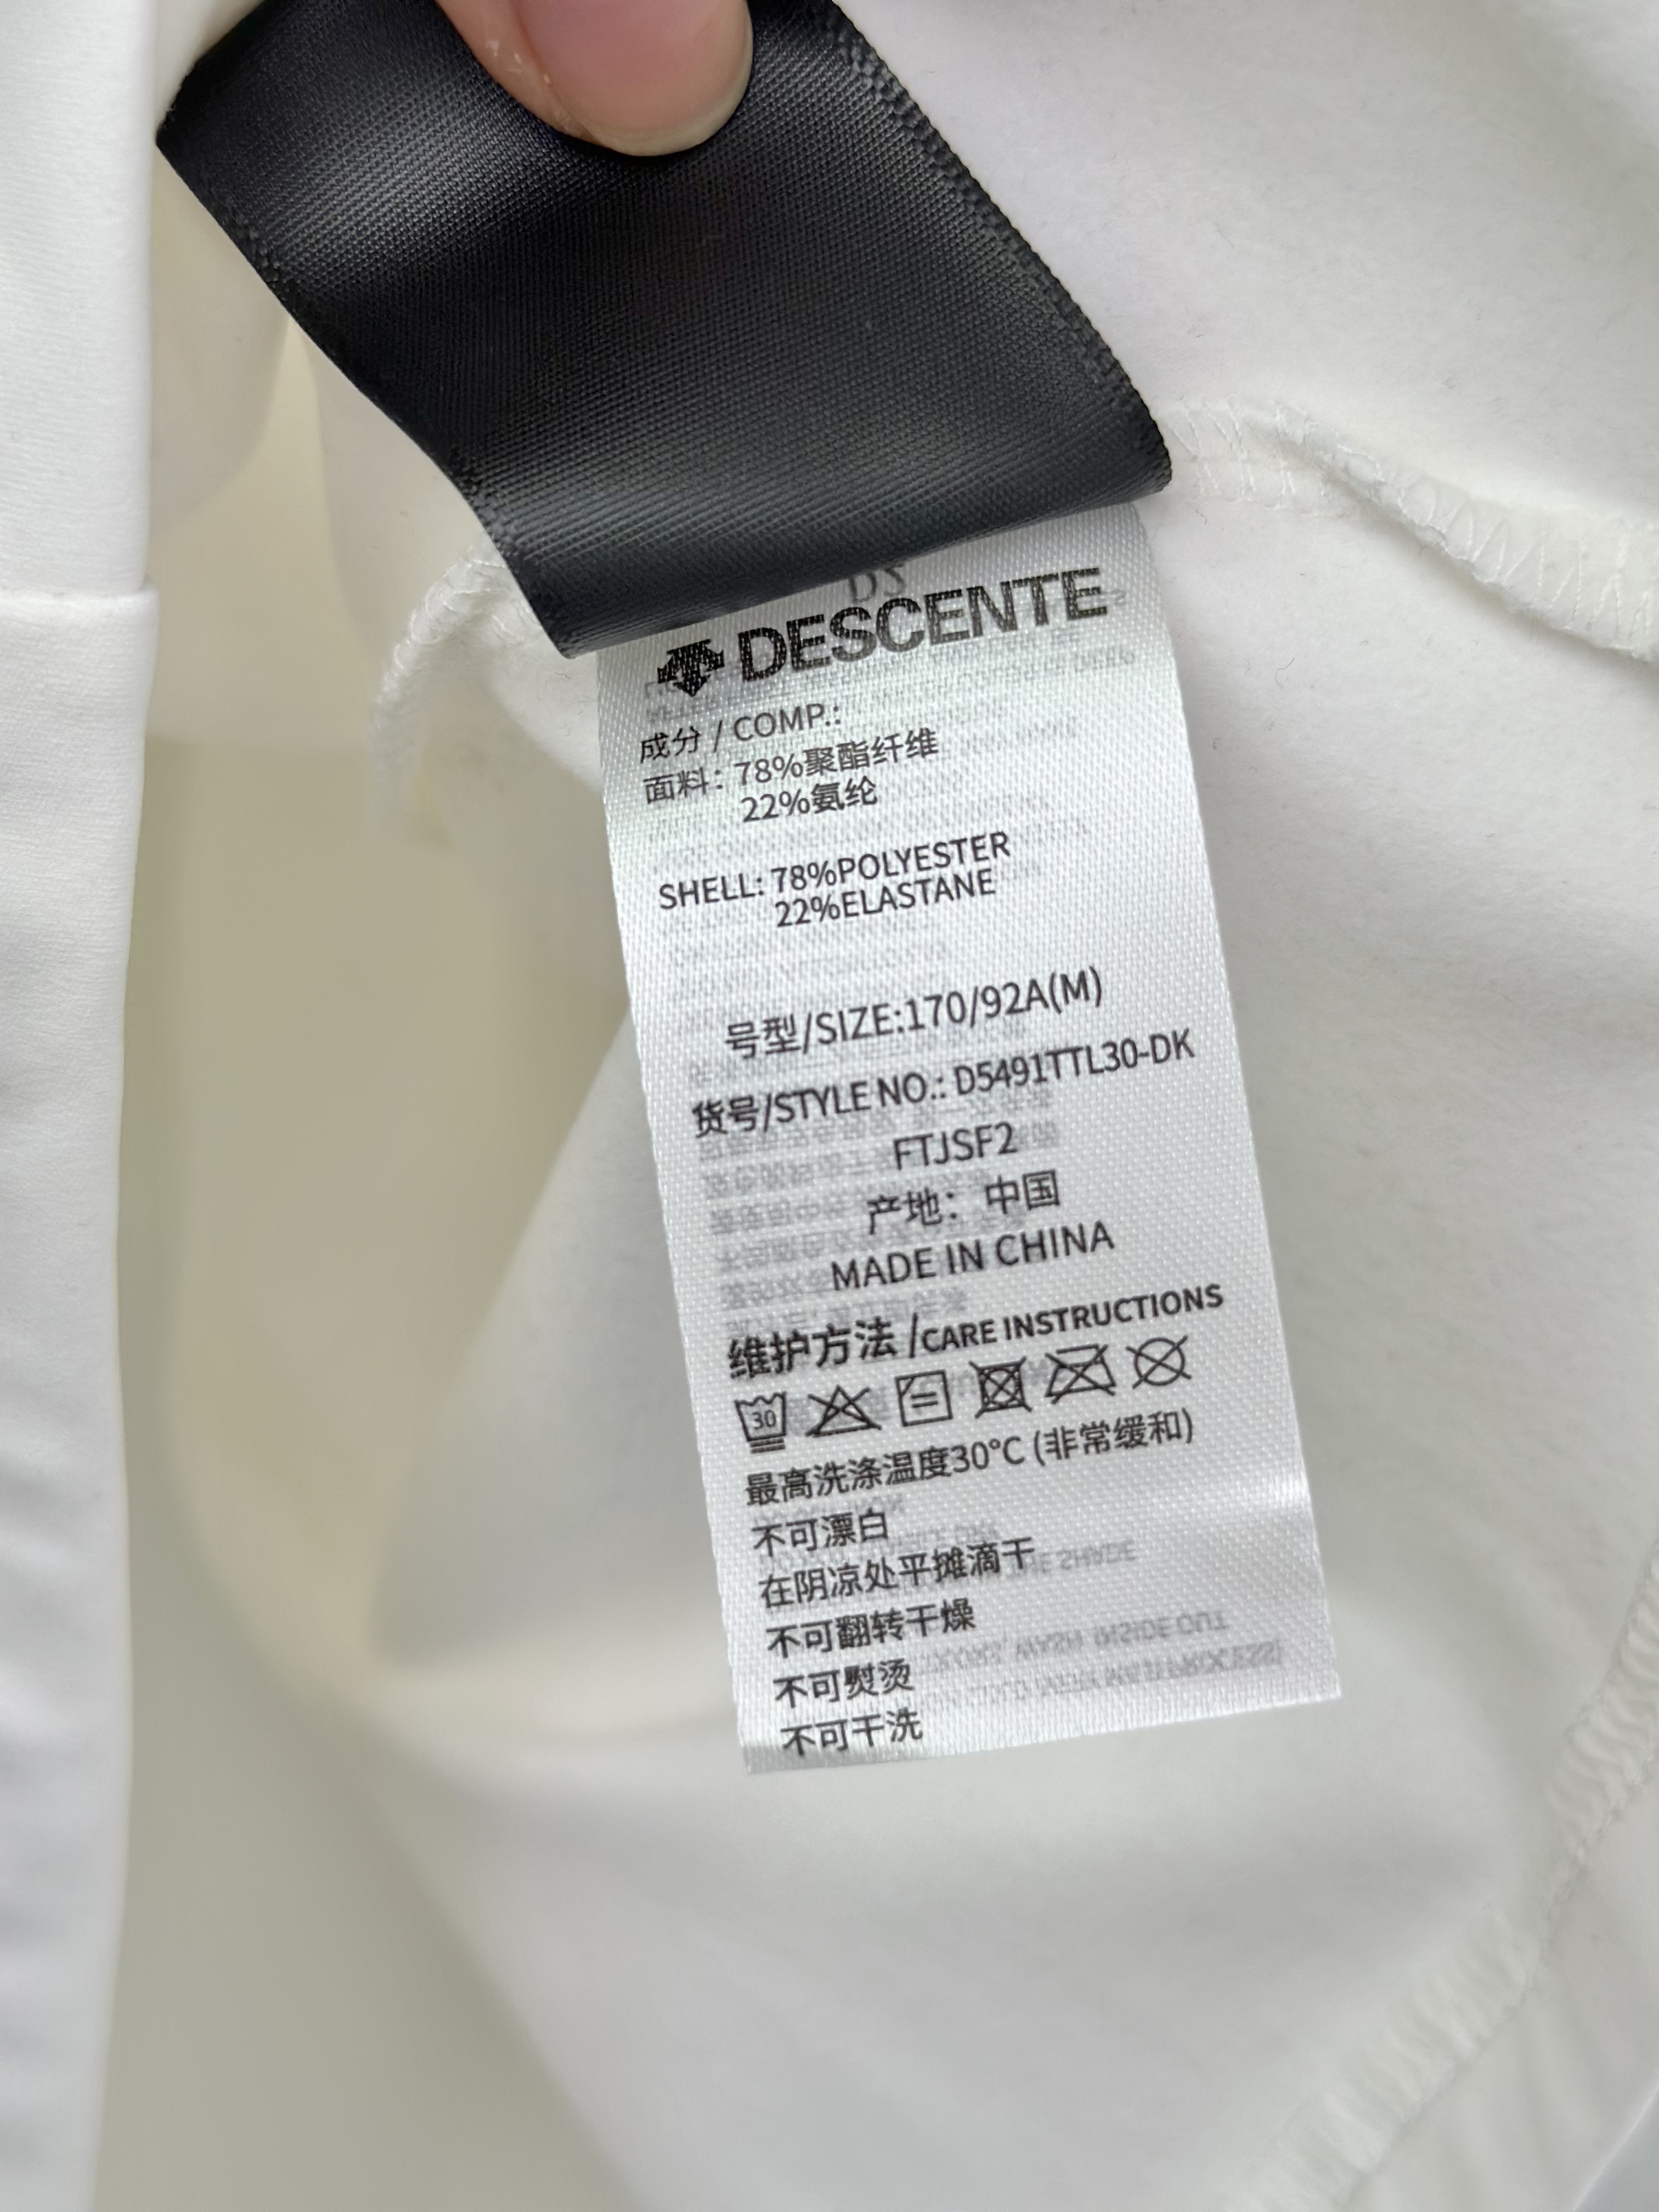 DESCENTE
成分 / COMP.:
面料：78%聚酯纤维
22%氨纶
SHELL: 78%POLYESTER
22%ELASTANE
号型/SIZE:170/92A(M)
货号/STYLE NO.: D5491TTL30-DK
FTJSF2
产地：中国
MADE IN CHINA
维护方法 /CARE INSTRUCTIONS
30
最高洗涤温度30°C (非常缓和)
不可漂白
在阴凉处平摊滴干
不可翻转干燥
不可熨烫
不可干洗